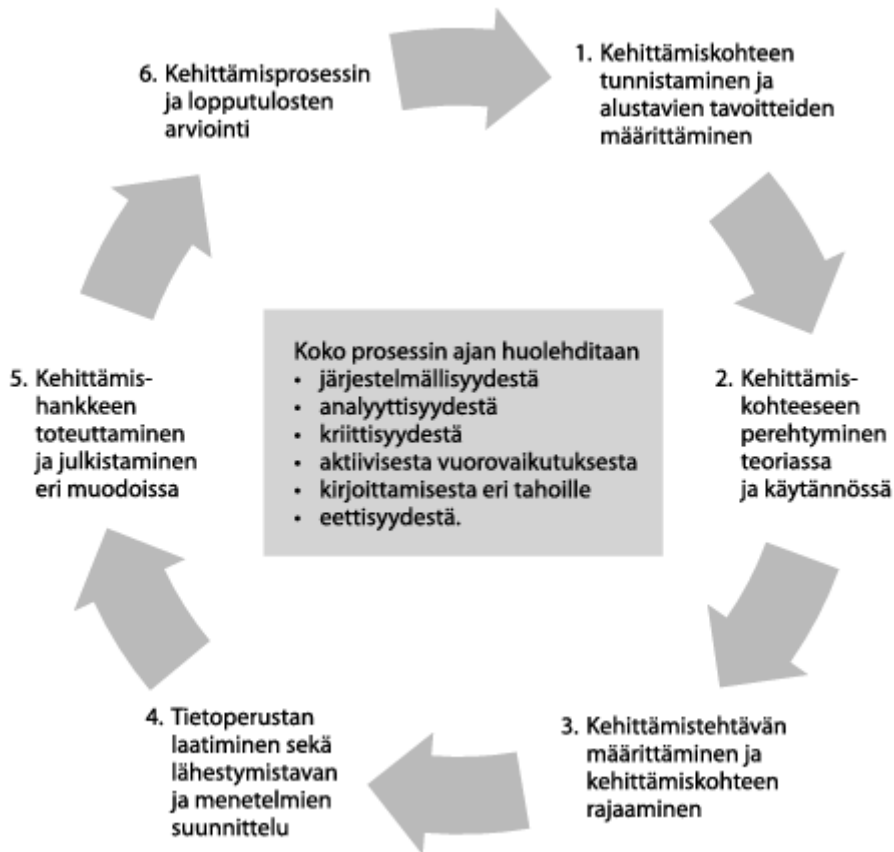 1. Kehittämiskohteen
tunnistaminen ja
alustavien tavoitteiden
määrittäminen
2. Kehittämis-
kohteeseen
perehtyminen
teoriassa
ja käytännössä
3. Kehittämistehtävän
määrittäminen ja
kehittämiskohteen
rajaaminen
4. Tietoperustan
laatiminen sekä
lähestymistavan
ja menetelmien
suunnittelu
5. Kehittämis-
hankkeen
toteuttaminen
ja julkistaminen
eri muodoissa
6. Kehittämisprosessin
ja lopputulosten
arviointi
Koko prosessin ajan huolehditaan
• järjestelmällisyydestä
• analyyttisyydestä
• kriittisyydestä
• aktiivisesta vuorovaikutuksesta
• kirjoittamisesta eri tahoille
• eettisyydestä.